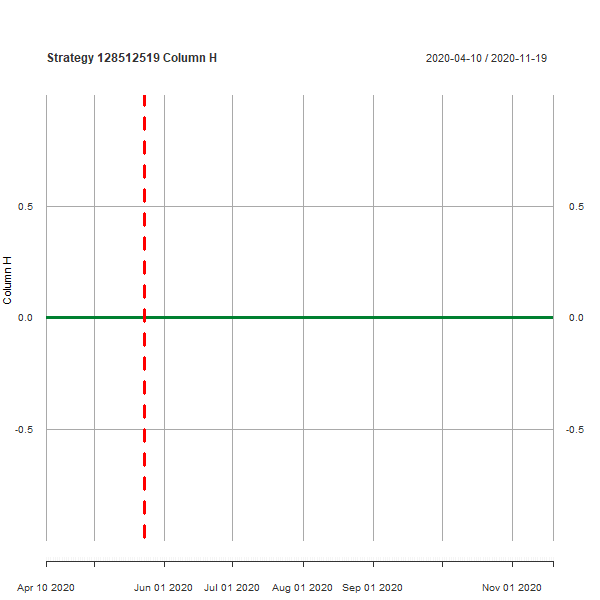 Strategy 128512519 Column H
2020-04-10 / 2020-11-19
0.5
0.5
Column H
0.0
0.0
-0.5
-0.5
Apr 10 2020
Jun 01 2020
Jul 01 2020
Aug 01 2020
Sep 01 2020
Nov 01 2020